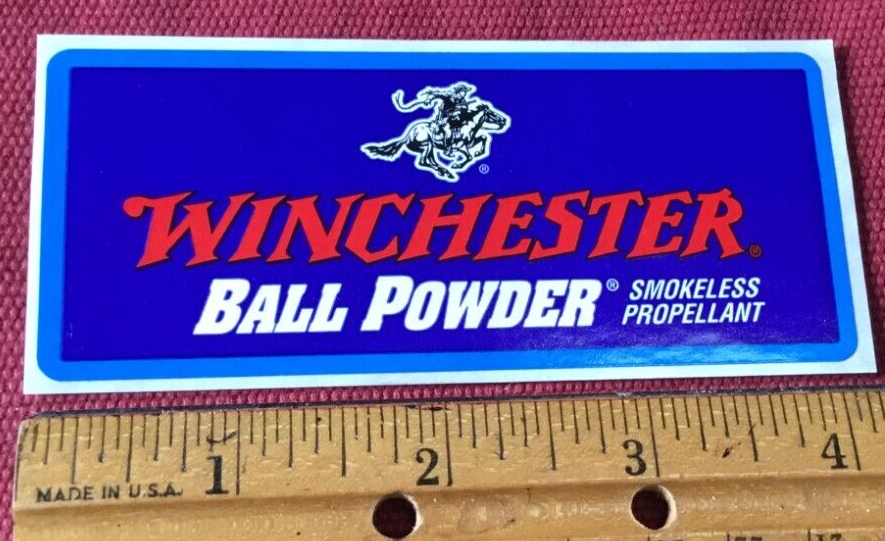 ®
WINCHESTER®
BALL POWDER® SMOKELESS
PROPELLANT
1 2 3 4
MADE IN U.S.A.